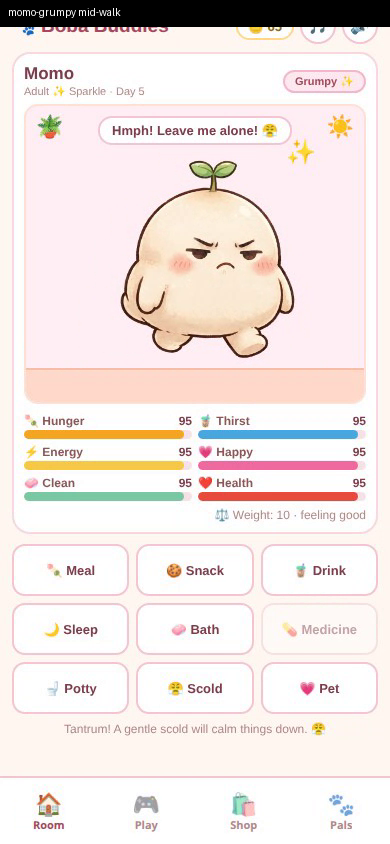 momo-grumpy mid-walk
Boba Buddies
65
Momo
Grumpy ✨
Adult ✨ Sparkle · Day 5
Hmph! Leave me alone! 😤
Hunger 95
Thirst 95
Energy 95
Happy 95
Clean 95
Health 95
Weight: 10 · feeling good
Meal
Snack
Drink
Sleep
Bath
Medicine
Potty
Scold
Pet
Tantrum! A gentle scold will calm things down. 😤
Room
Play
Shop
Pals